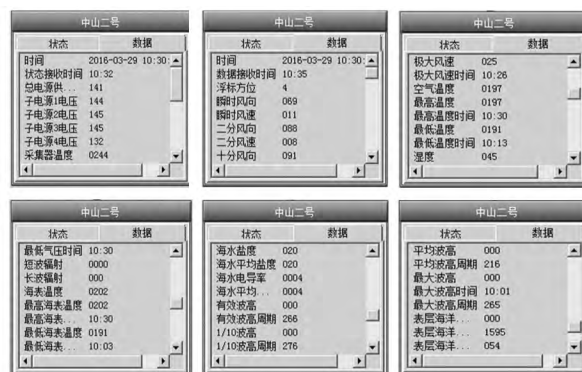 中山二号
状态 数据
时间 2016-03-29 10:30:
状态接收时间 10:32
总电源供... 141
子电源1电压 144
子电源2电压 145
子电源3电压 145
子电源4电压 132
采集器温度 0244
中山二号
状态 数据
时间 2016-03-29 10:30:
数据接收时间 10:35
浮标方位 4
瞬时风向 069
瞬时风速 011
二分风向 088
二分风速 008
十分风向 091
中山二号
状态 数据
极大风速 025
极大风速时间 10:26
空气温度 0197
最高温度 0197
最高温度时间 10:30
最低温度 0191
最低温度时间 10:13
湿度 045
中山二号
状态 数据
最低气压时间 10:30
短波辐射 0000
长波辐射 000
海表温度 0202
最高海表温度 0202
最高海表... 10:30
最低海表温度 0191
最低海表... 10:03
中山二号
状态 数据
海水盐度 020
海水平均盐度 020
海水电导率 0004
海水平均... 0004
有效波高 000
有效波高周期 266
1/10波高 000
1/10波高周期 276
中山二号
状态 数据
平均波高 000
平均波高周期 216
最大波高 000
最大波高时间 10:01
最大波高周期 265
表层海洋... 000
表层海洋... 1595
表层海洋... 054